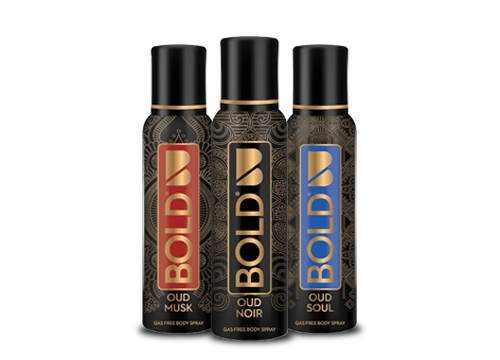 BOLD
OUD
MUSK
GAS FREE BODY SPRAY
BOLD
OUD
NOIR
GAS FREE BODY SPRAY
BOLD
OUD
SOUL
GAS FREE BODY SPRAY